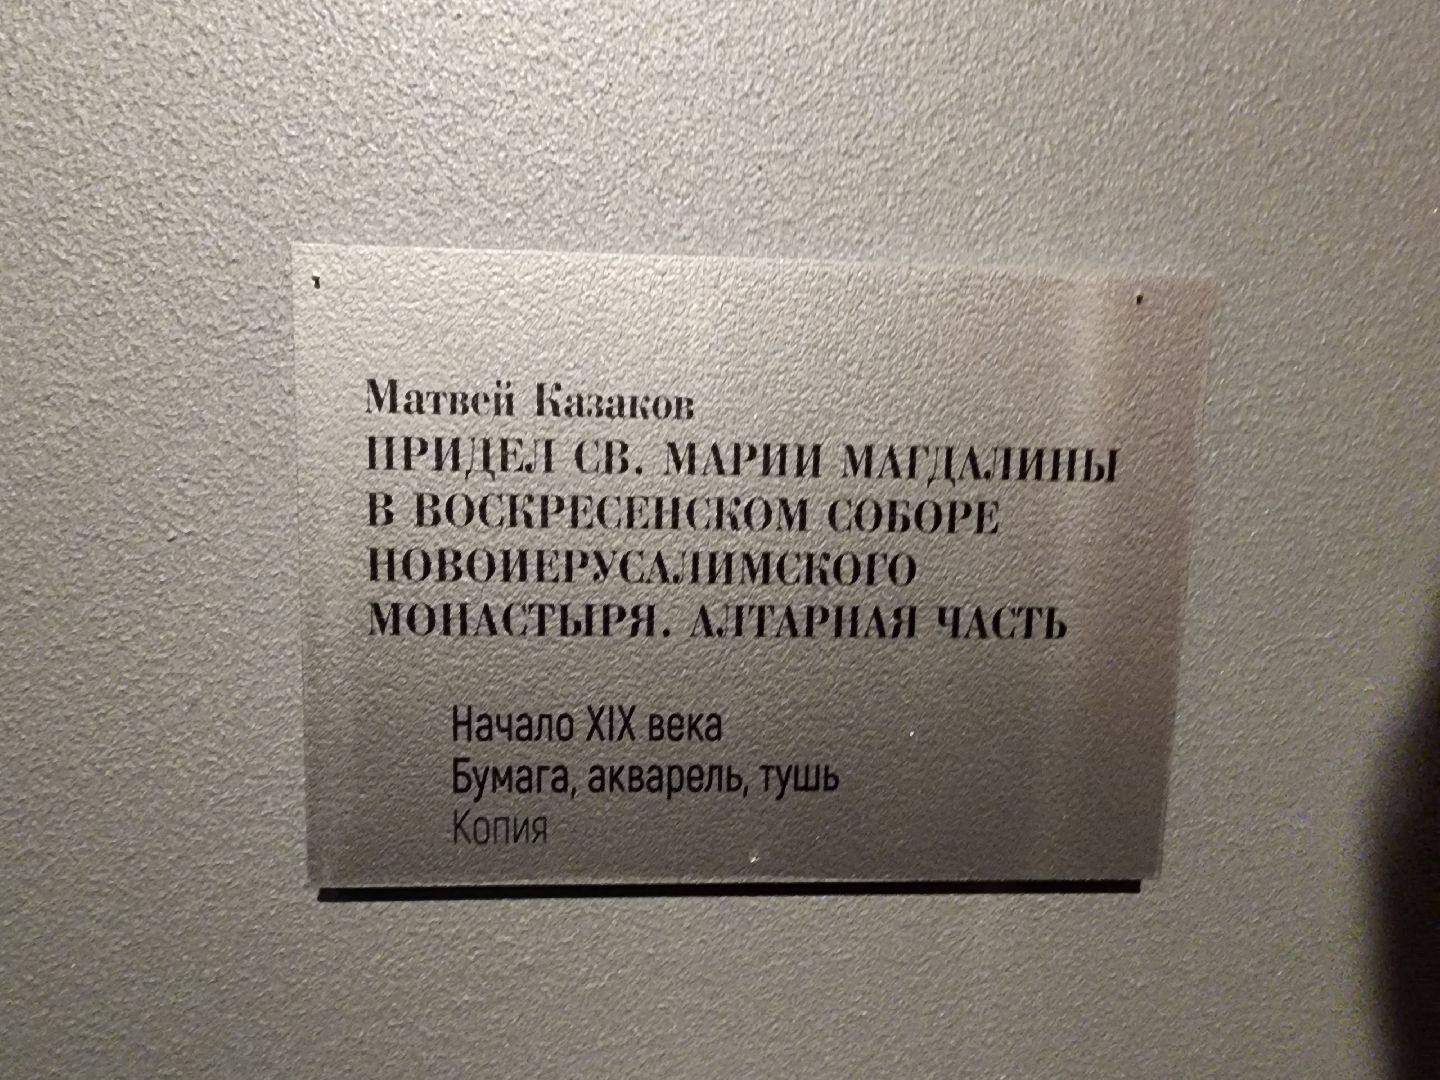 Матвей Казаков
ПРИДЕЛ СВ. МАРИИ МАГДАЛИНЫ
В ВОСКРЕСЕНСКОМ СОБОРЕ
НОВОИЕРУСАЛИМСКОГО
МОНАСТЫРЯ. АЛТАРНАЯ ЧАСТЬ
Начало XIX века
Бумага, акварель, тушь
Копия